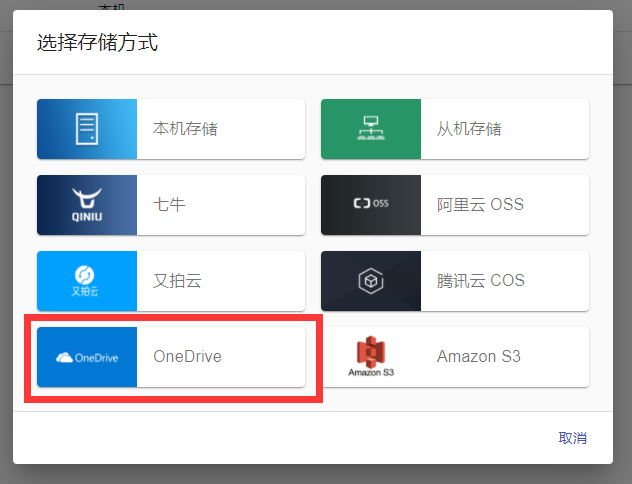 本机
选择存储方式
本机存储
从机存储
QINIU
七牛
OSS
阿里云 OSS
又拍云
又拍云
腾讯云 COS
OneDrive
OneDrive
Amazon S3
Amazon S3
取消